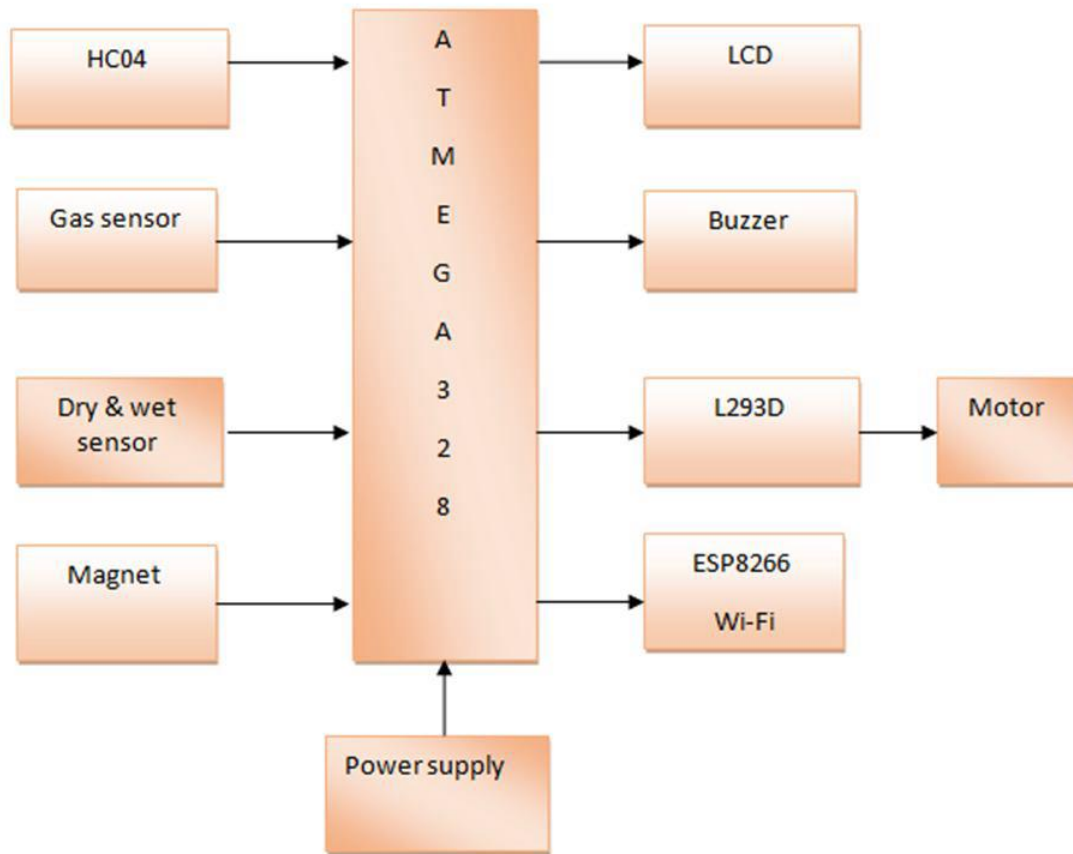 HC04
Gas sensor
Dry & wet
sensor
Magnet
A
T
M
E
G
A
3
2
8
LCD
Buzzer
L293D
Motor
ESP8266
Wi-Fi
Power supply